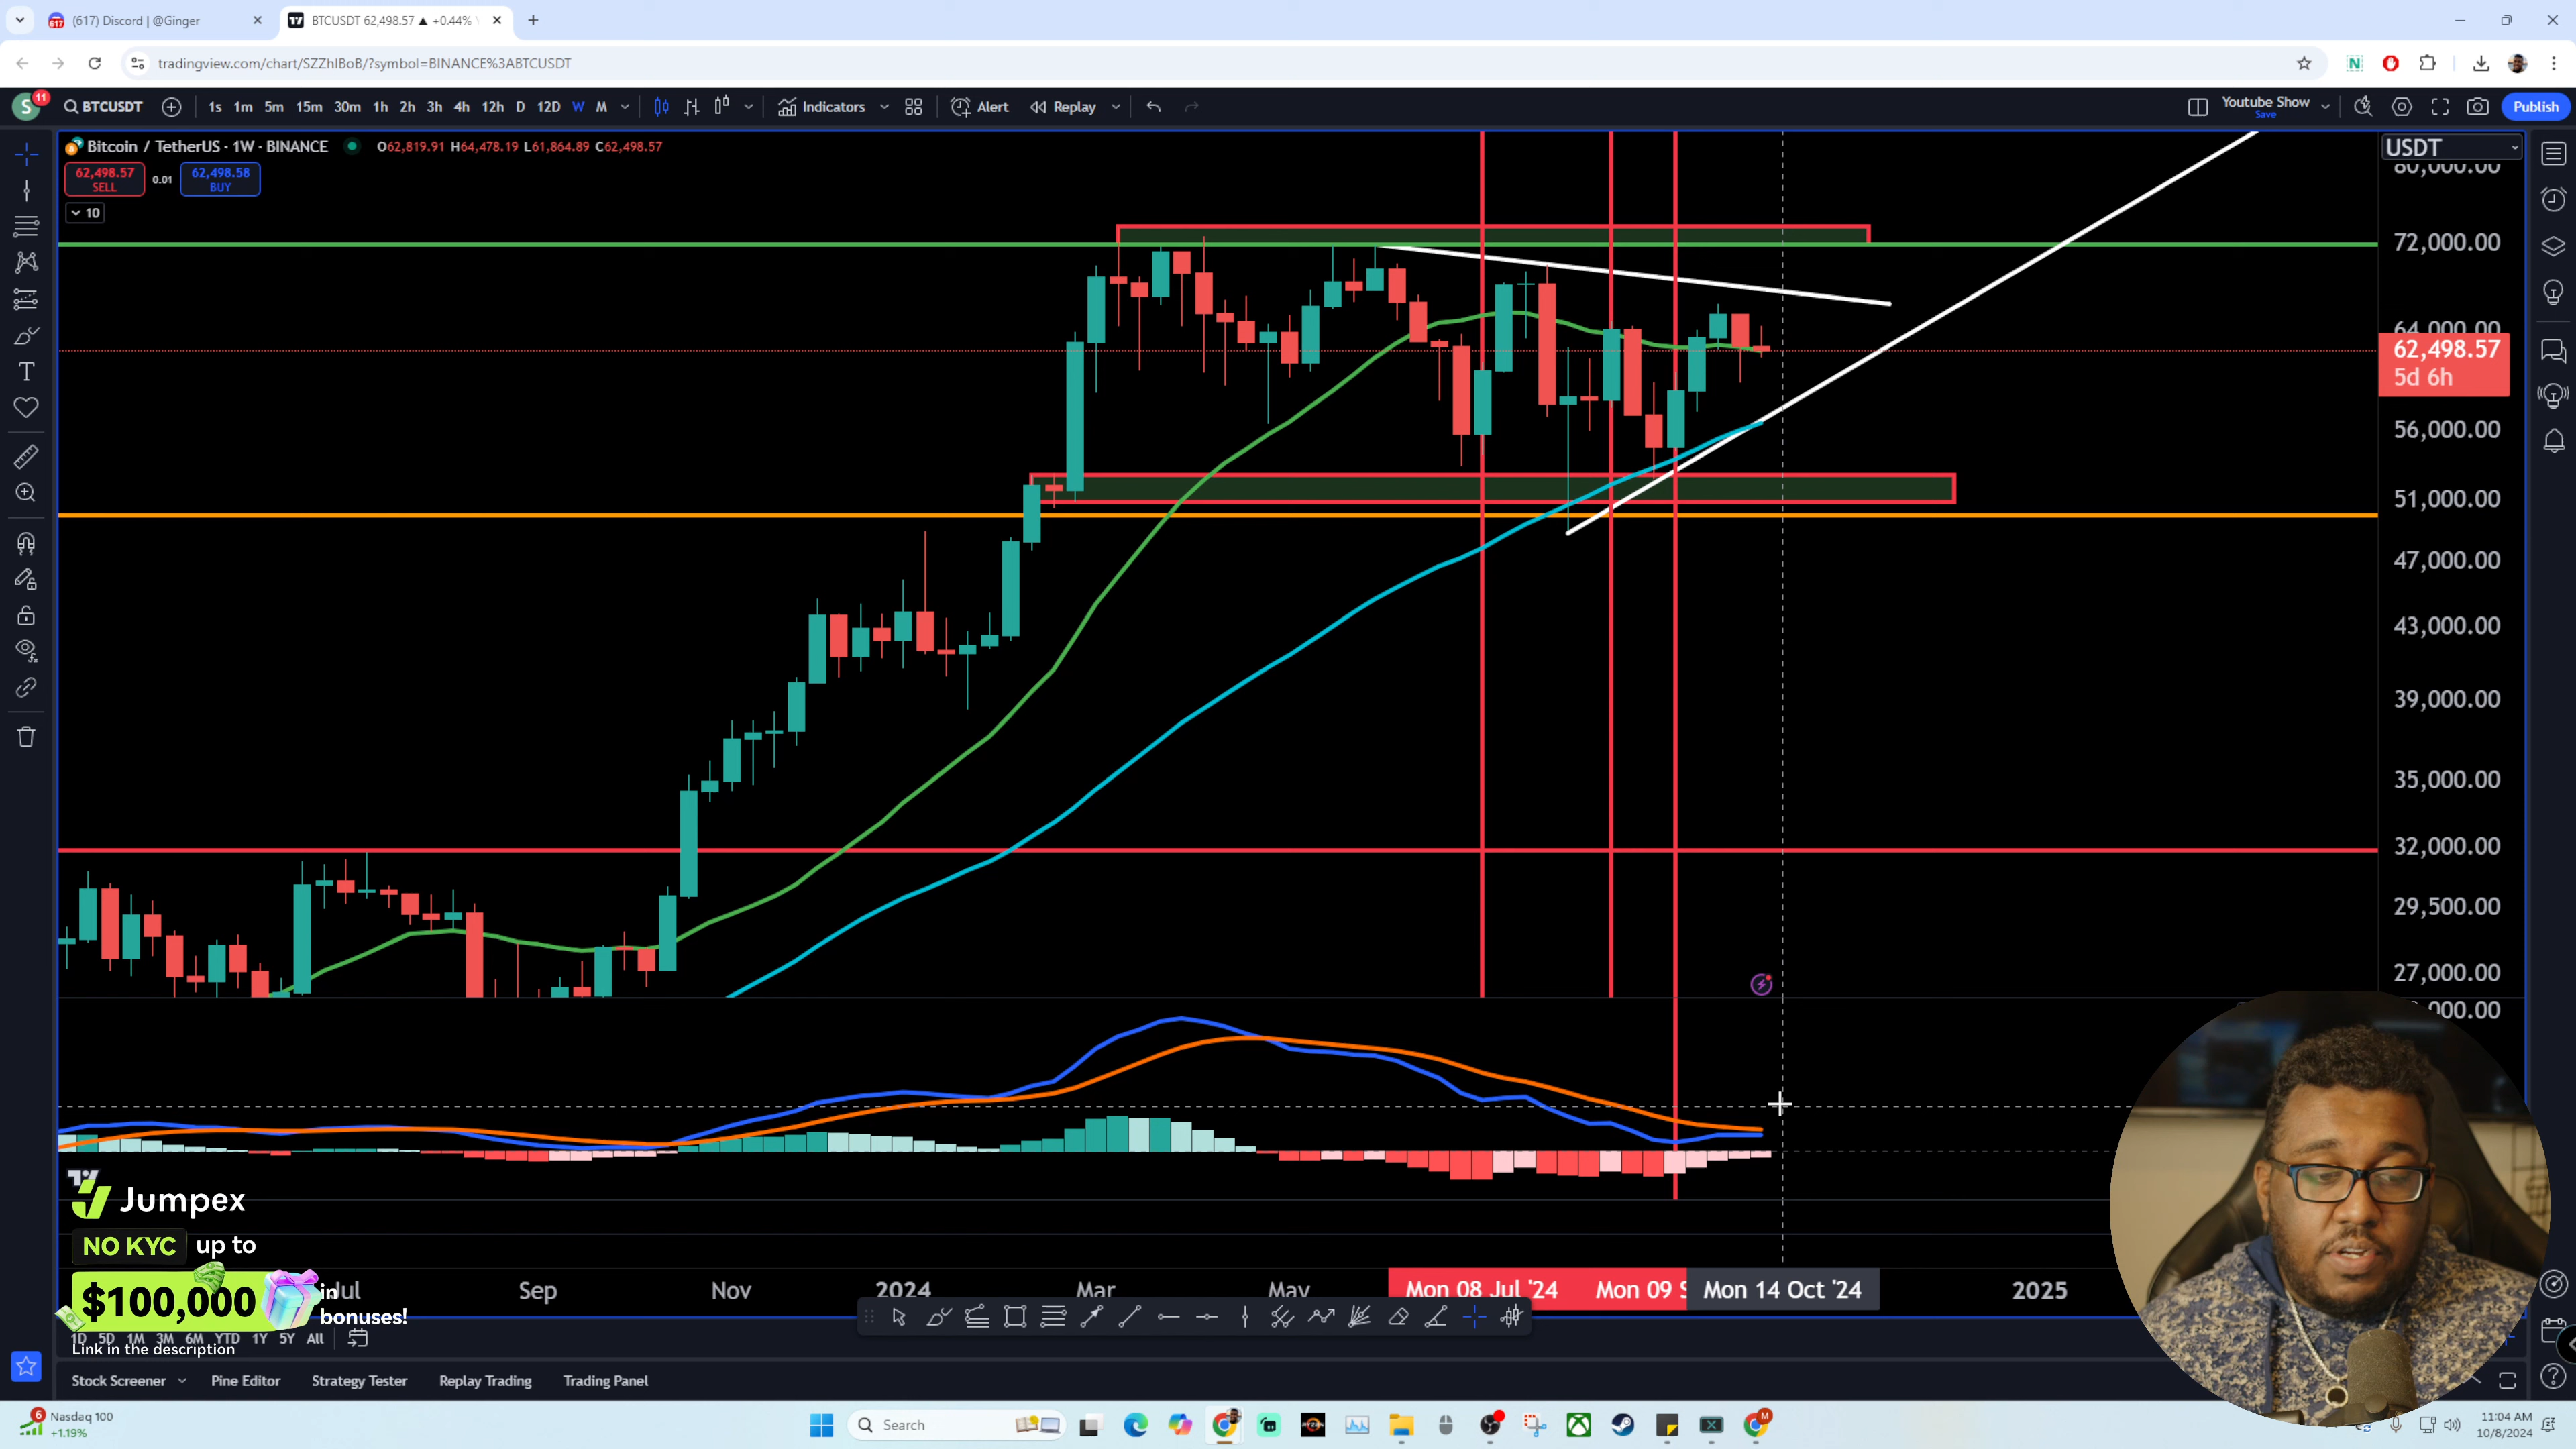 (617) Discord | @Ginger
BTCUSDT 62,498.57 ▲ +0.44%
tradingview.com/chart/SZZhIBoB/?symbol=BINANCE%3ABTCUSDT
S 11 BTCUSDT 1s 1m 5m 15m 30m 1h 2h 3h 4h 12h D 12D W M Indicators Alert Replay Youtube Show Save Publish
Bitcoin / TetherUS · 1W · BINANCE O62,819.91 H64,478.19 L61,864.89 C62,498.57
62,498.57 SELL 0.01 62,498.58 BUY
10
USDT
80,000.00
72,000.00
64,000.00
62,498.57
5d 6h
56,000.00
51,000.00
47,000.00
43,000.00
39,000.00
35,000.00
32,000.00
29,500.00
27,000.00
Jumpex
NO KYC up to
$100,000 in bonuses!
Link in the description
Jul Sep Nov 2024 Mar May Mon 08 Jul '24 Mon 09 S Mon 14 Oct '24 2025
1D 5D 1M 3M 6M YTD 1Y 5Y All
Stock Screener Pine Editor Strategy Tester Replay Trading Trading Panel
6 Nasdaq 100
+1.19%
Search
11:04 AM
10/8/2024